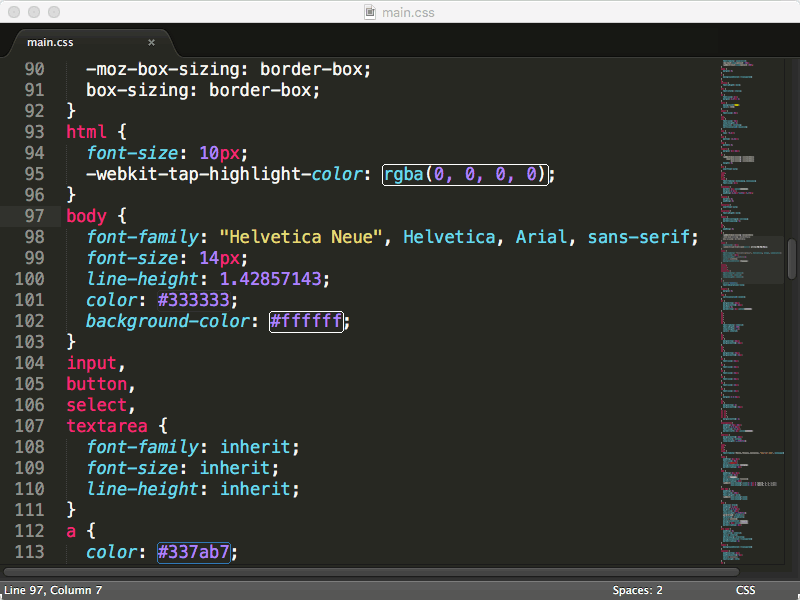 main.css
main.css ×
90 -moz-box-sizing: border-box;
91 box-sizing: border-box;
92 }
93 html {
94 font-size: 10px;
95 -webkit-tap-highlight-color: rgba(0, 0, 0, 0);
96 }
97 body {
98 font-family: "Helvetica Neue", Helvetica, Arial, sans-serif;
99 font-size: 14px;
100 line-height: 1.42857143;
101 color: #333333;
102 background-color: #ffffff;
103 }
104 input,
105 button,
106 select,
107 textarea {
108 font-family: inherit;
109 font-size: inherit;
110 line-height: inherit;
111 }
112 a {
113 color: #337ab7;
Line 97, Column 7 Spaces: 2 CSS